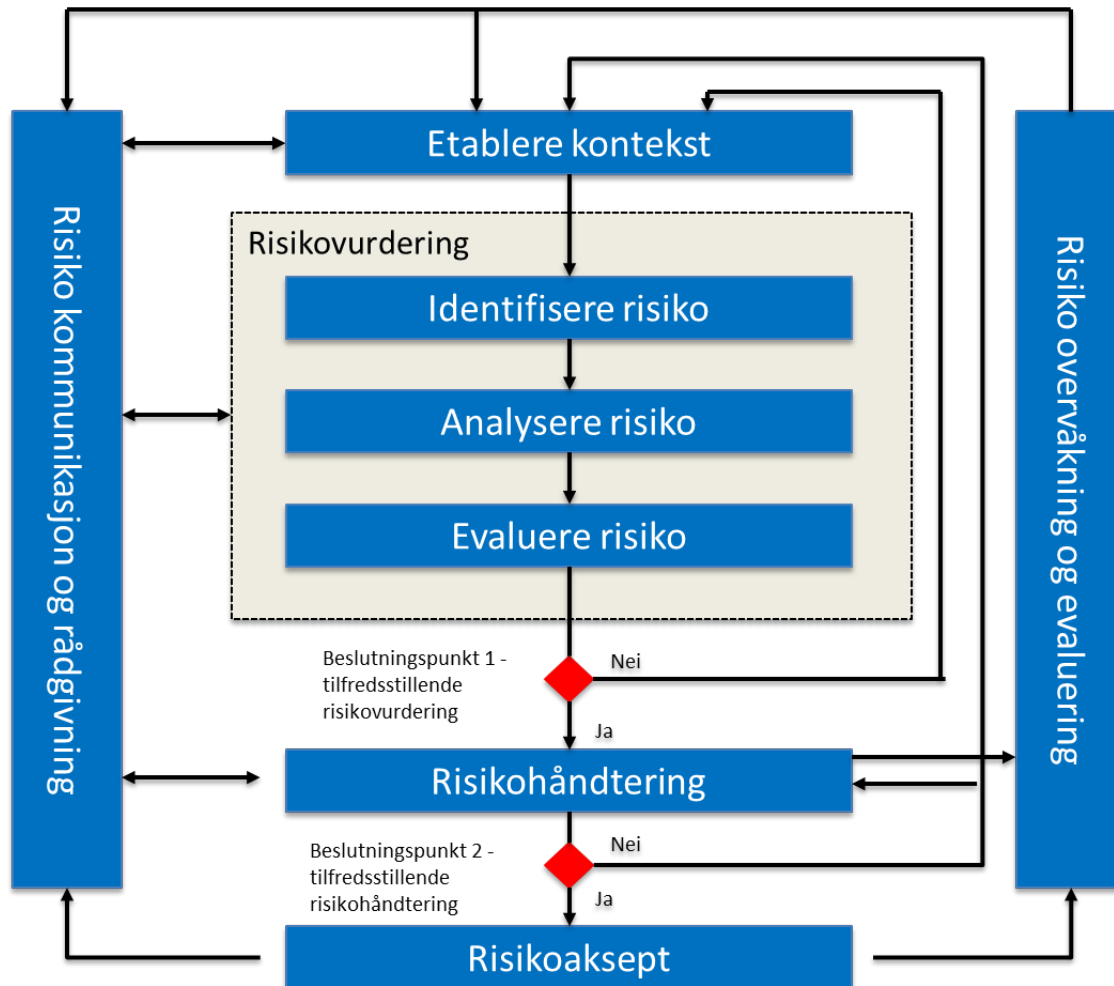 Etablere kontekst
Risikovurdering
Identifisere risiko
Analysere risiko
Evaluere risiko
Beslutningspunkt 1 -
tilfredsstillende
risikovurdering
Nei
Ja
Risikohåndtering
Beslutningspunkt 2 -
tilfredsstillende
risikohåndtering
Nei
Ja
Risikoaksept
Risiko kommunikasjon og rådgivning
Risiko overvåkning og evaluering